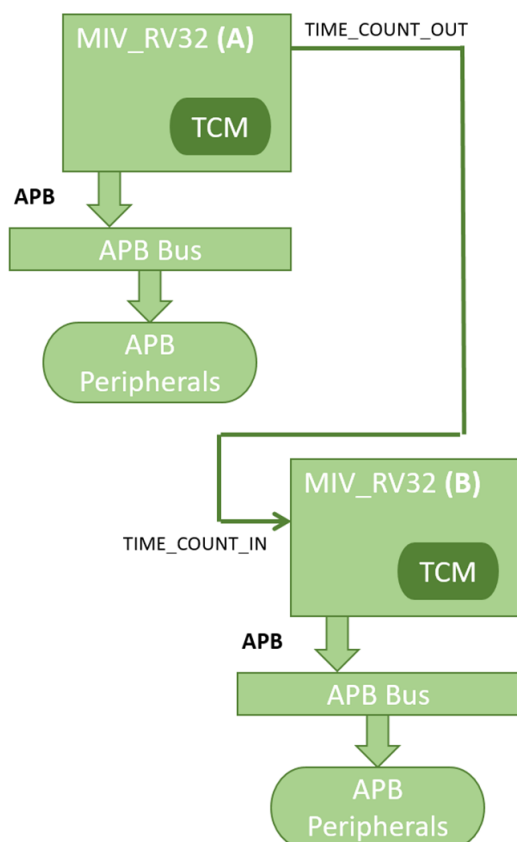 MIV_RV32 (A)
TIME_COUNT_OUT
TCM
APB
APB Bus
APB
Peripherals
MIV_RV32 (B)
TIME_COUNT_IN
TCM
APB
APB Bus
APB
Peripherals